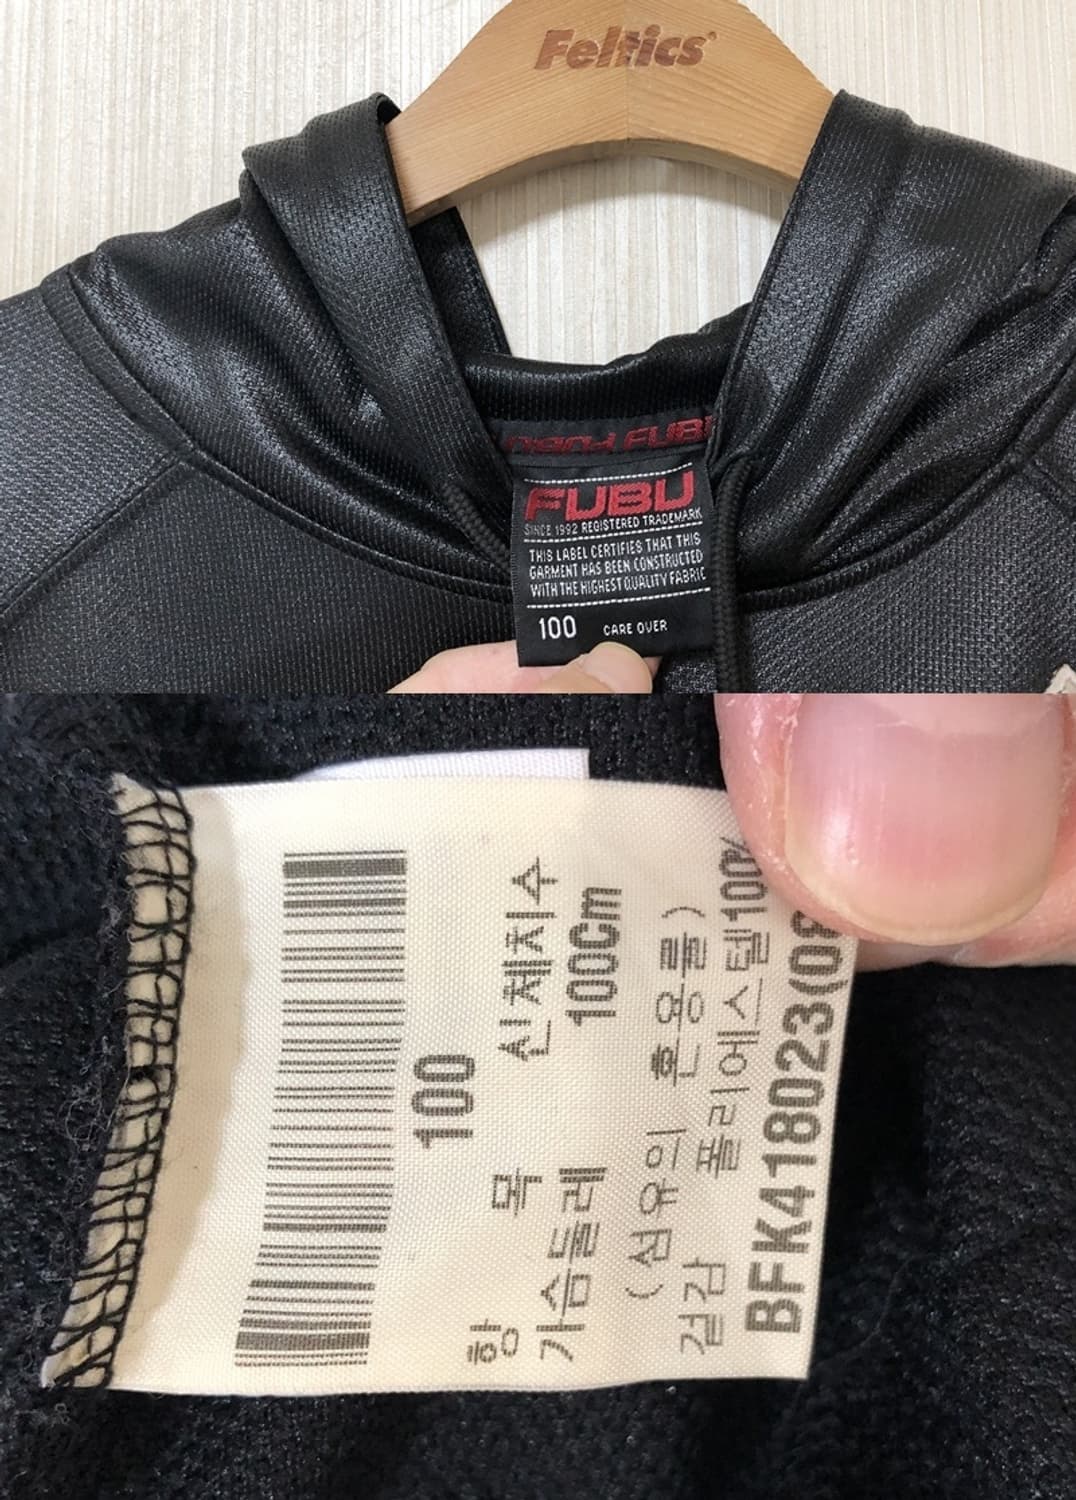 Feltics
FUBU
FUBU
SINCE 1992 REGISTERED TRADEMARK
THIS LABEL CERTIFIES THAT THIS
GARMENT HAS BEEN CONSTRUCTED
WITH THE HIGHEST QUALITY FABRIC
100 CARE OVER
100
항 목 신체치수
가슴둘레 100Cm
(섬유의 혼용률)
겉감 폴리에스텔100%
BFK418023(08